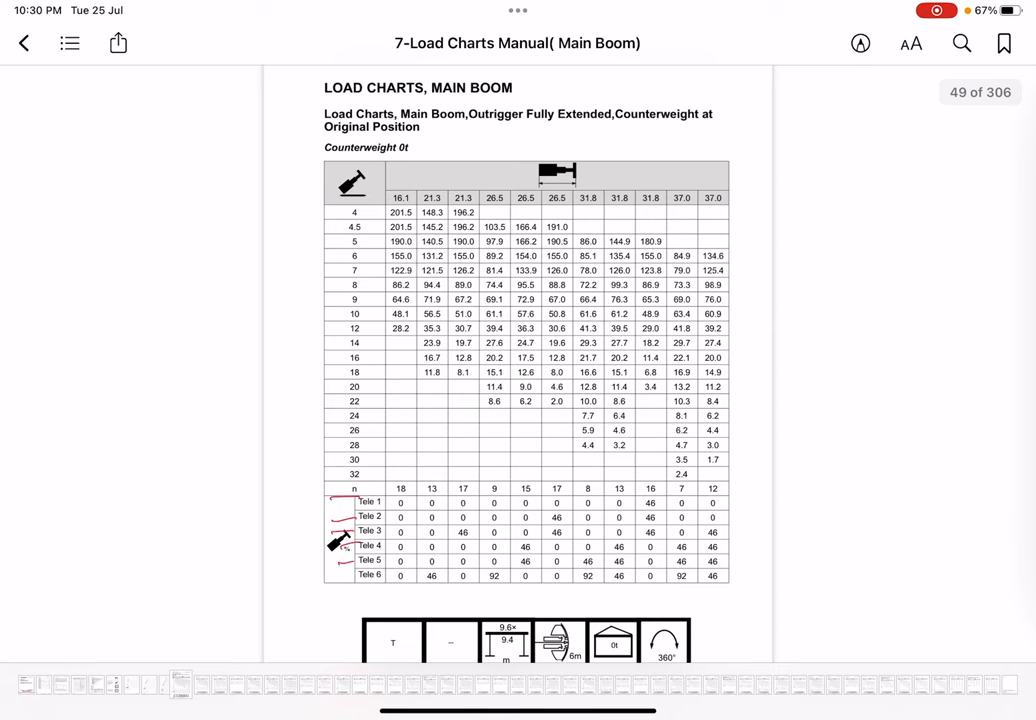 10:30 PM Tue 25 Jul
67%
7-Load Charts Manual( Main Boom)
AA
49 of 306
LOAD CHARTS, MAIN BOOM
Load Charts, Main Boom,Outrigger Fully Extended,Counterweight at
Original Position
Counterweight 0t
16.1 21.3 21.3 26.5 26.5 26.5 31.8 31.8 31.8 37.0 37.0
4 201.5 148.3 196.2
4.5 201.5 145.2 196.2 103.5 166.4 191.0
5 190.0 140.5 190.0 97.9 166.2 190.5 86.0 144.9 180.9
6 155.0 131.2 155.0 89.2 154.0 155.0 85.1 135.4 155.0 84.9 134.6
7 122.9 121.5 126.2 81.4 133.9 126.0 78.0 126.0 123.8 79.0 125.4
8 86.2 94.4 89.0 74.4 95.5 88.8 72.2 99.3 86.9 73.3 98.9
9 64.6 71.9 67.2 69.1 72.9 67.0 66.4 76.3 65.3 69.0 76.0
10 48.1 56.5 51.0 61.1 57.6 50.8 61.6 61.2 48.9 63.4 60.9
12 28.2 35.3 30.7 39.4 36.3 30.6 41.3 39.5 29.0 41.8 39.2
14 23.9 19.7 27.6 24.7 19.6 29.3 27.7 18.2 29.7 27.4
16 16.7 12.8 20.2 17.5 12.8 21.7 20.2 11.4 22.1 20.0
18 11.8 8.1 15.1 12.6 8.0 16.6 15.1 6.8 16.9 14.9
20 11.4 9.0 4.6 12.8 11.4 3.4 13.2 11.2
22 8.6 6.2 2.0 10.0 8.6 10.3 8.4
24 7.7 6.4 8.1 6.2
26 5.9 4.6 6.2 4.4
28 4.4 3.2 4.7 3.0
30 3.5 1.7
32 2.4
n 18 13 17 9 15 17 8 13 16 7 12
Tele 1 0 0 0 0 0 0 0 0 46 0 0
Tele 2 0 0 0 0 0 46 0 0 46 0 0
Tele 3 0 0 46 0 0 46 0 0 46 0 46
Tele 4 0 0 0 0 46 0 0 46 0 46 46
Tele 5 0 0 0 0 46 0 46 46 0 46 46
Tele 6 0 46 0 92 0 0 92 46 0 92 46
T -- 9.6× 9.4 m 6m 0t 360°